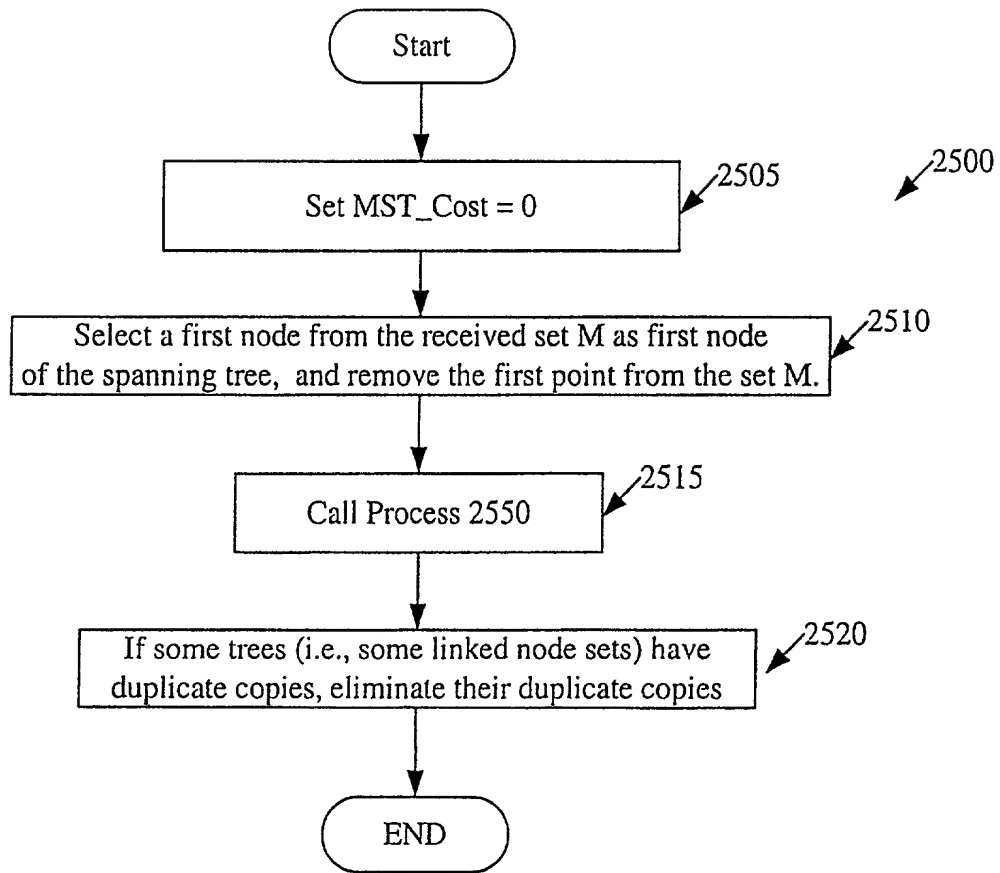 Start
Set MST_Cost = 0
2505
2500
Select a first node from the received set M as first node
of the spanning tree, and remove the first point from the set M.
2510
Call Process 2550
2515
If some trees (i.e., some linked node sets) have
duplicate copies, eliminate their duplicate copies
2520
END